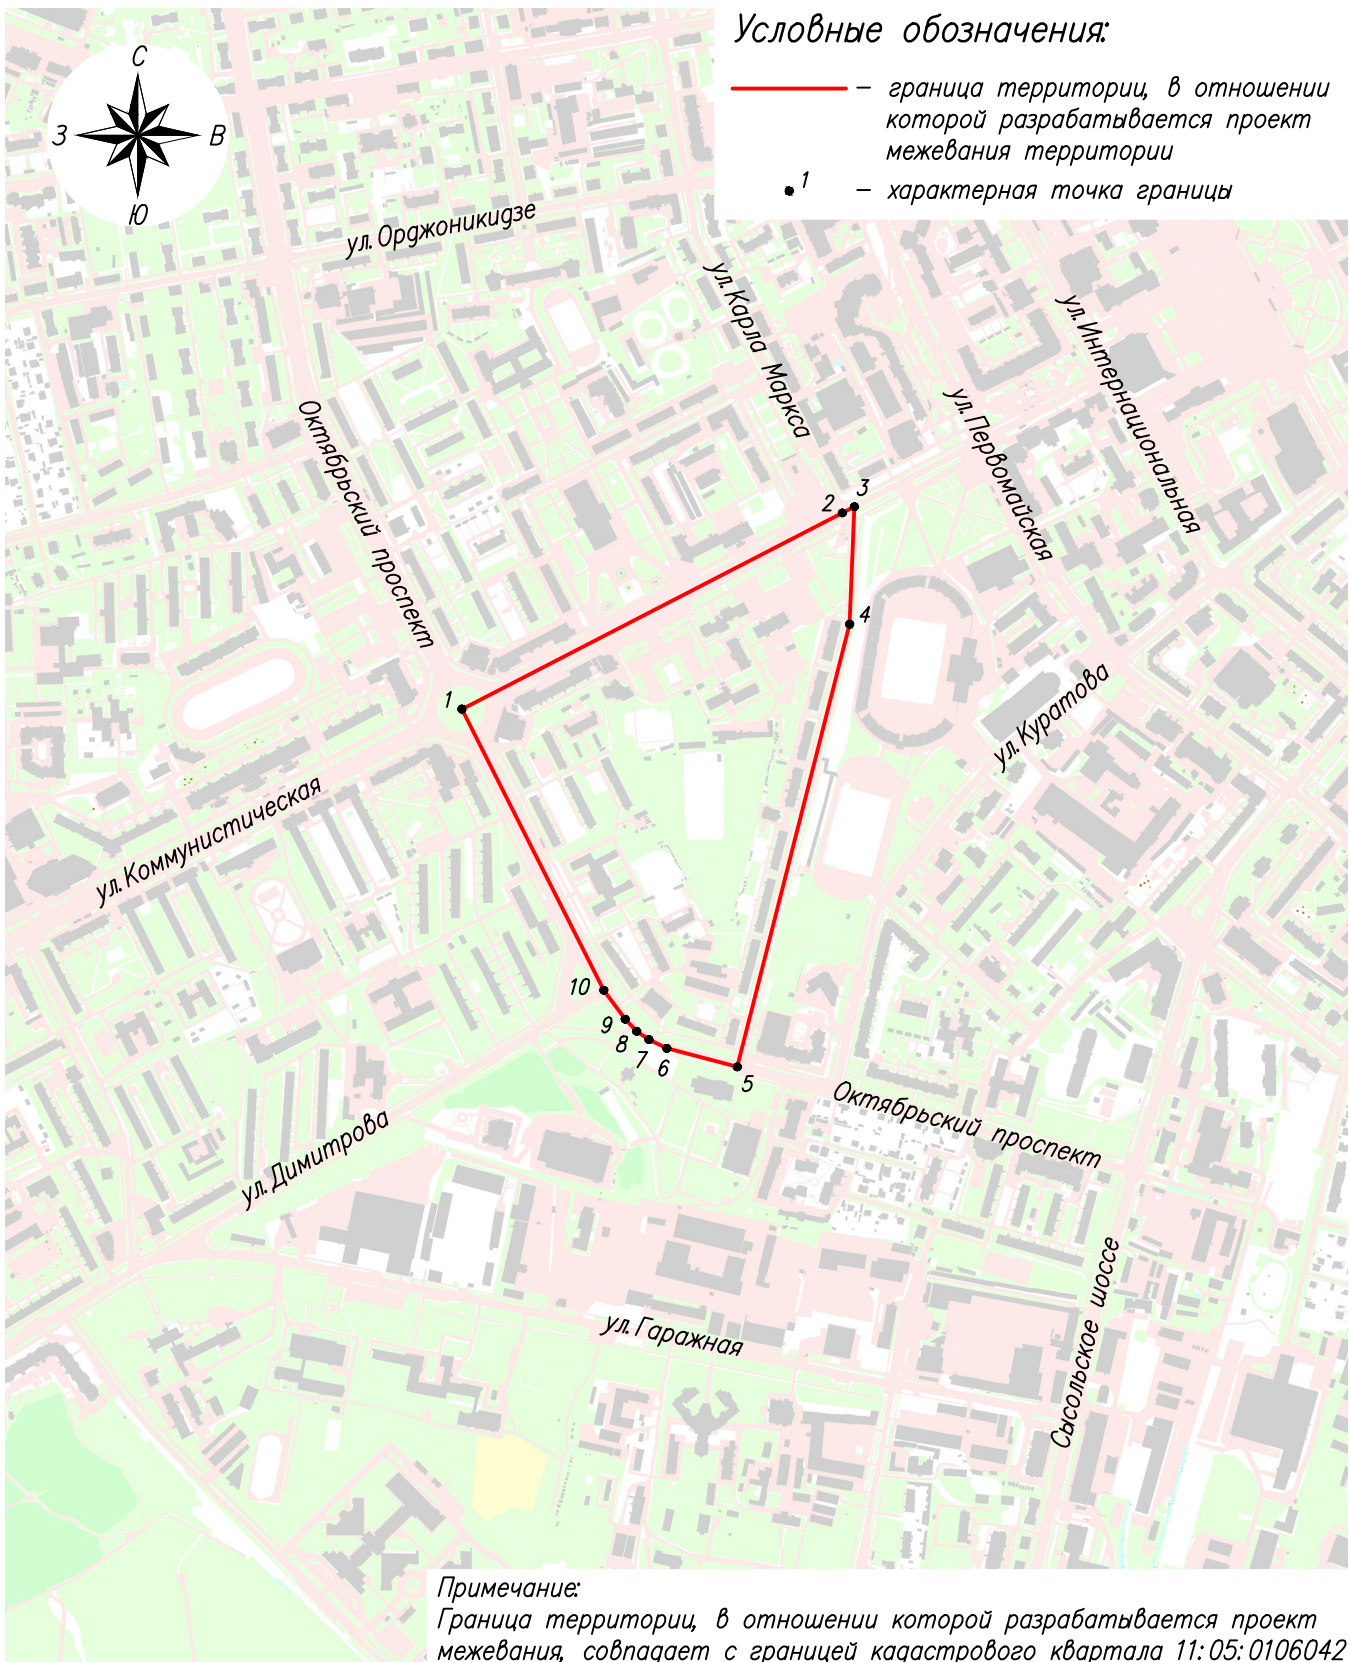 Условные обозначения:
– граница территории, в отношении
которой разрабатывается проект
межевания территории
1 – характерная точка границы
С
З
В
Ю
ул. Орджоникидзе
ул. Карла Маркса
ул. Интернациональная
ул. Первомайская
Октябрьский проспект
3
2
4
ул. Куратова
1
ул. Коммунистическая
10
9
8
7
6
5
Октябрьский проспект
ул. Димитрова
Сысольское шоссе
ул. Гаражная
Примечание:
Граница территории, в отношении которой разрабатывается проект
межевания, совпадает с границей кадастрового квартала 11:05:0106042